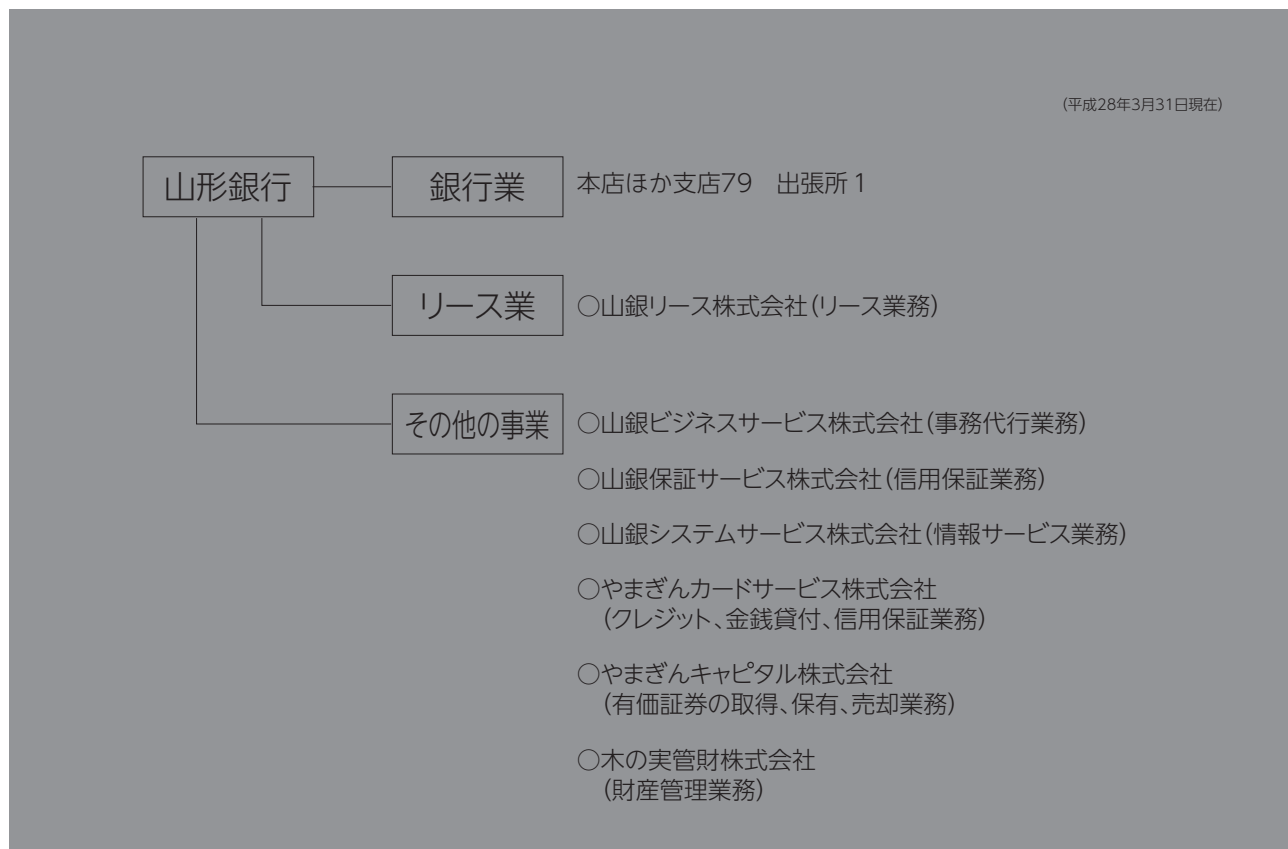 (平成28年3月31日現在)
山形銀行
銀行業
本店ほか支店79　出張所1
リース業
○山銀リース株式会社(リース業務)
その他の事業
○山銀ビジネスサービス株式会社(事務代行業務)
○山銀保証サービス株式会社(信用保証業務)
○山銀システムサービス株式会社(情報サービス業務)
○やまぎんカードサービス株式会社
(クレジット、金銭貸付、信用保証業務)
○やまぎんキャピタル株式会社
(有価証券の取得、保有、売却業務)
○木の実管財株式会社
(財産管理業務)